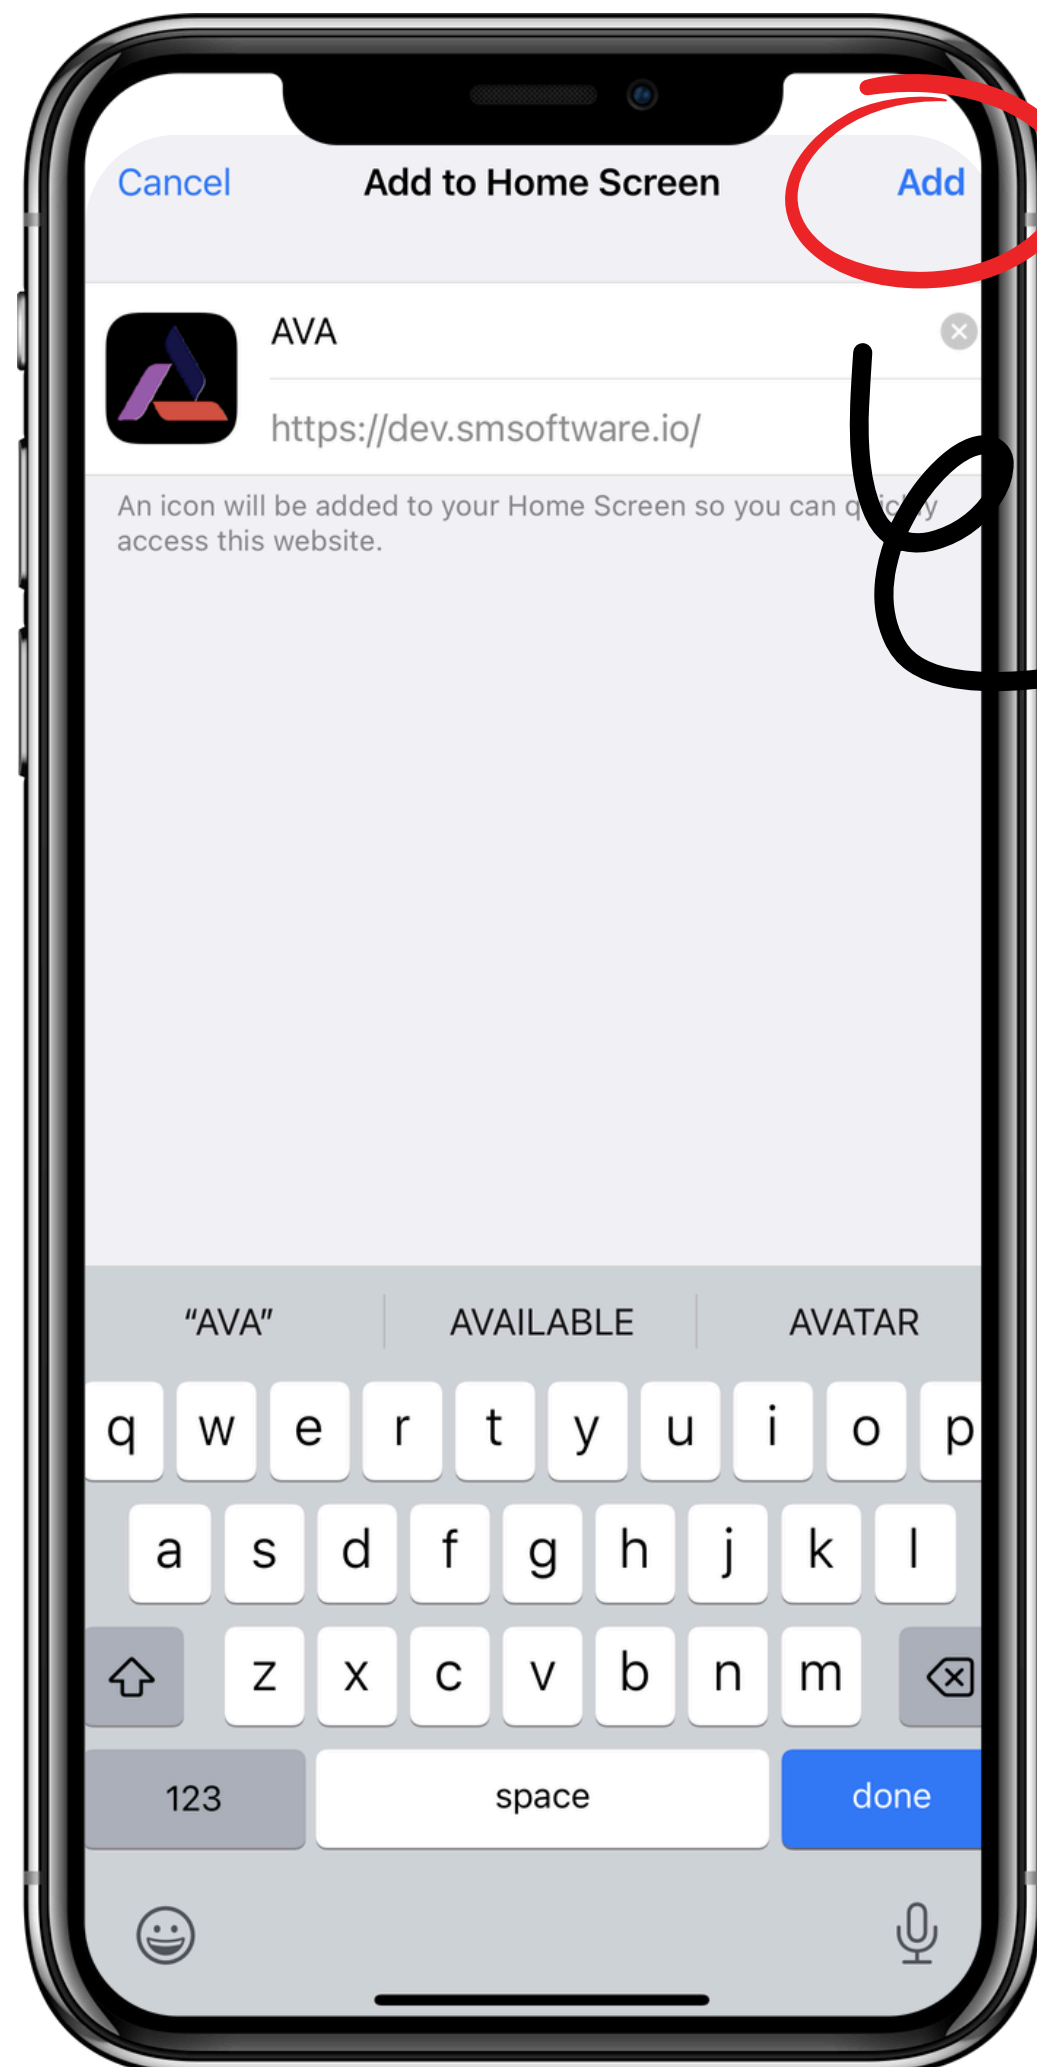 Cancel Add to Home Screen Add
AVA
https://dev.smsoftware.io/
An icon will be added to your Home Screen so you can quickly
access this website.
“AVA” AVAILABLE AVATAR
q w e r t y u i o p
a s d f g h j k l
z x c v b n m
123 space done